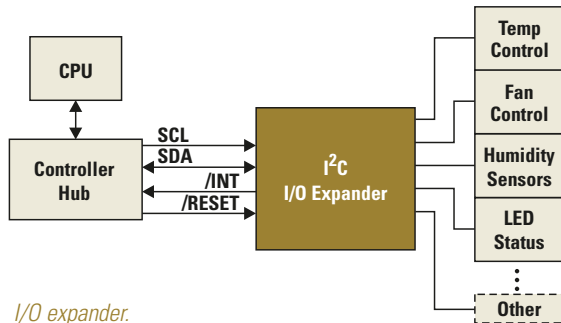 CPU
Controller
Hub
SCL
SDA
/INT
/RESET
I²C
I/O Expander
Temp
Control
Fan
Control
Humidity
Sensors
LED
Status
Other
I/O expander.